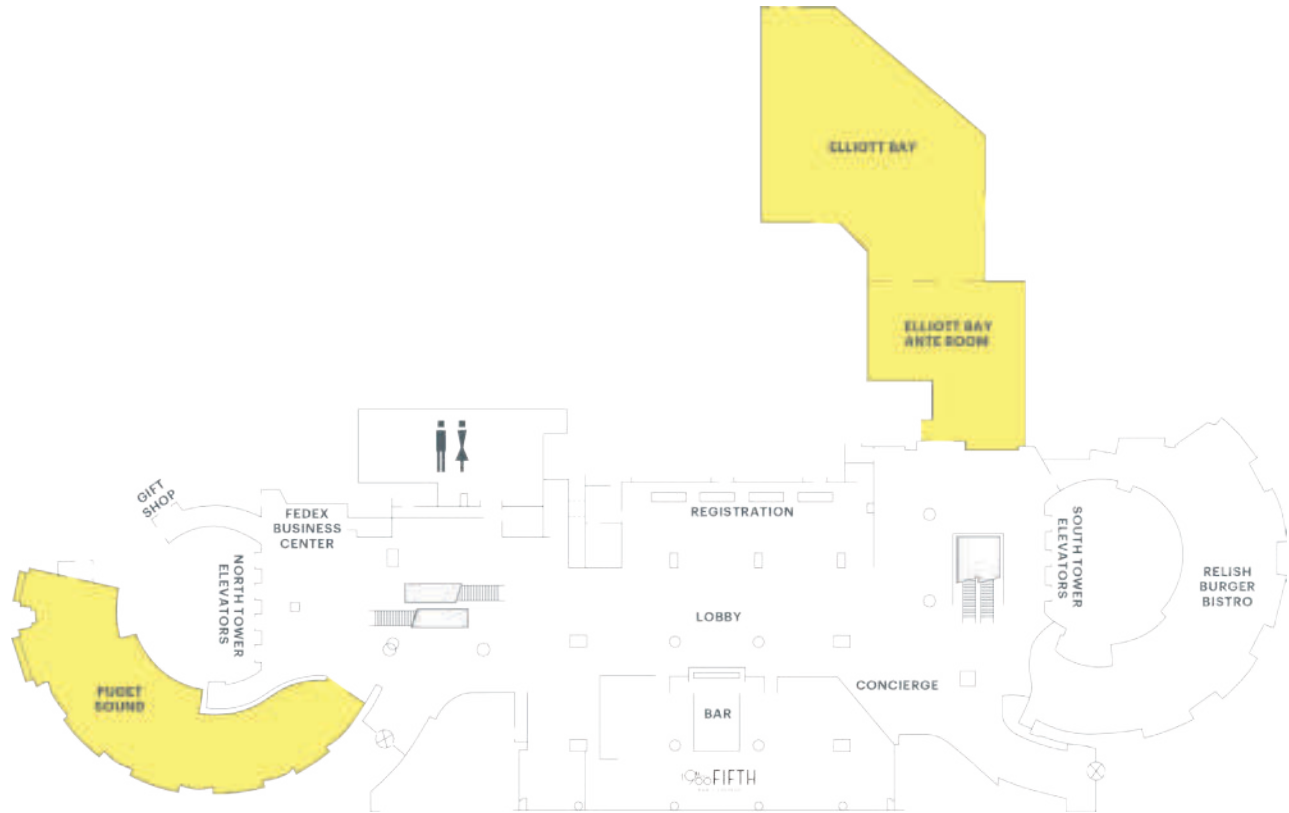 ELLIOTT BAY
ELLIOTT BAY
ANTE ROOM
GIFT
SHOP
FEDEX
BUSINESS
CENTER
REGISTRATION
NORTH TOWER
ELEVATORS
SOUTH TOWER
ELEVATORS
RELISH
BURGER
BISTRO
LOBBY
PUGET
SOUND
CONCIERGE
BAR
FIFTH